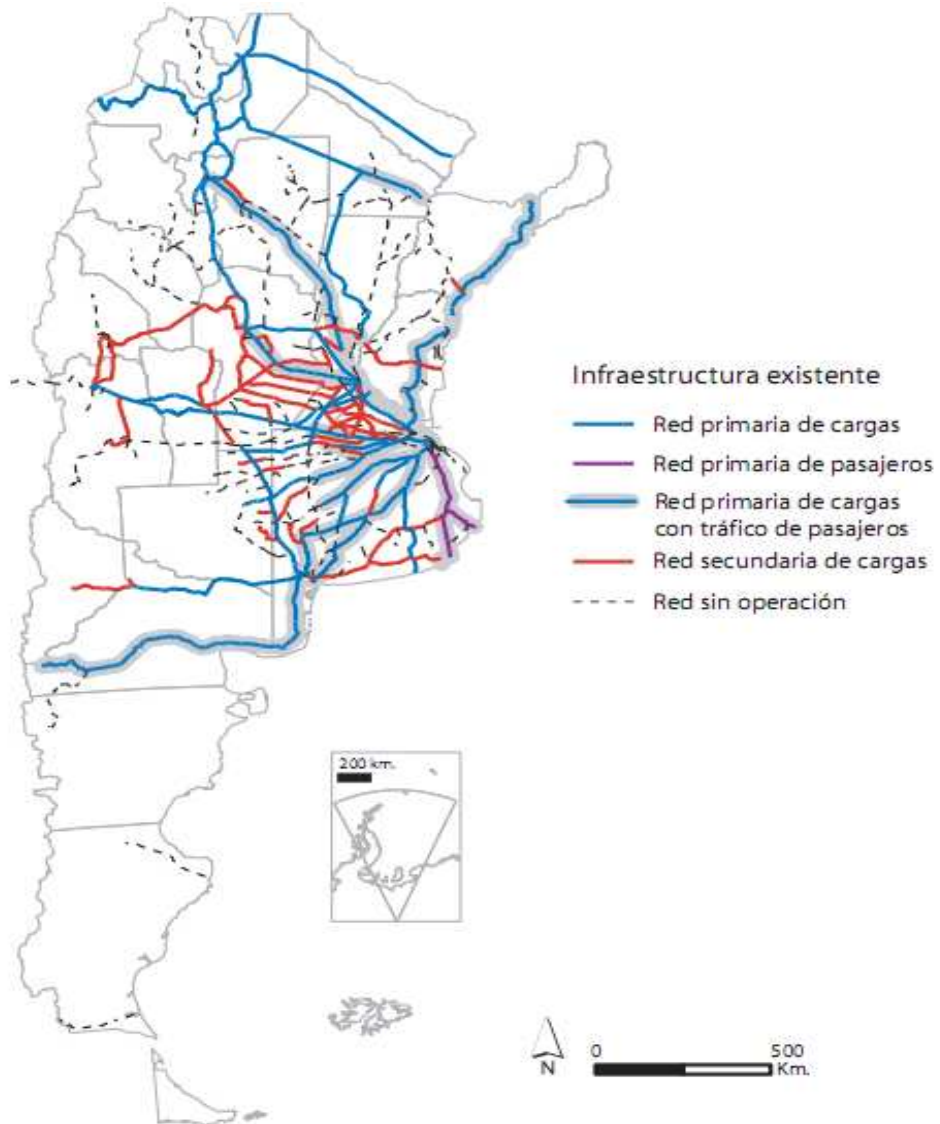 Infraestructura existente
Red primaria de cargas
Red primaria de pasajeros
Red primaria de cargas
con tráfico de pasajeros
Red secundaria de cargas
Red sin operación
200 km.
N
0
500
Km.